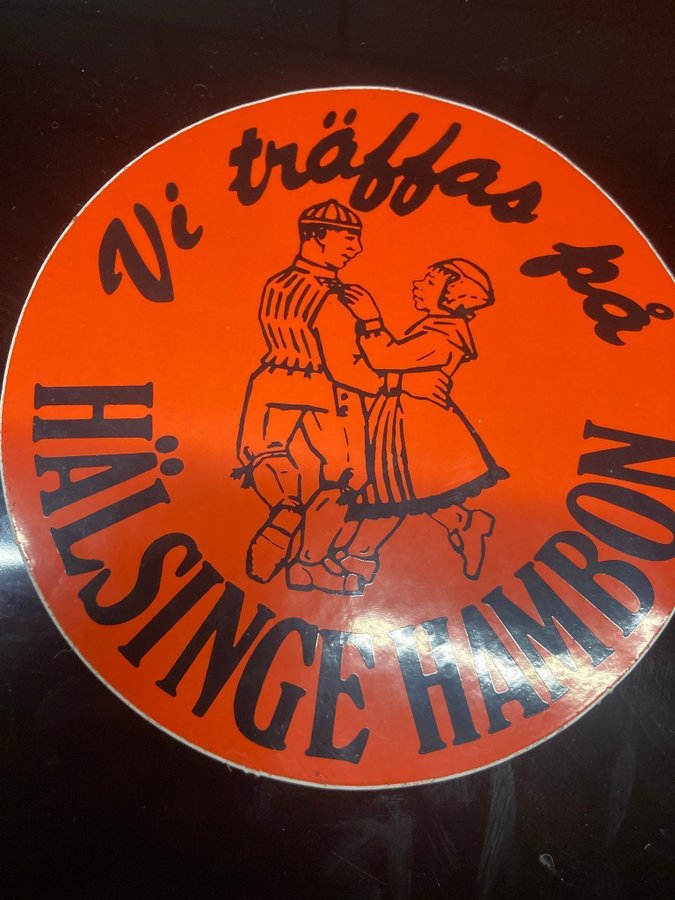 Vi träffas på
HÄLSINGE HAMBON